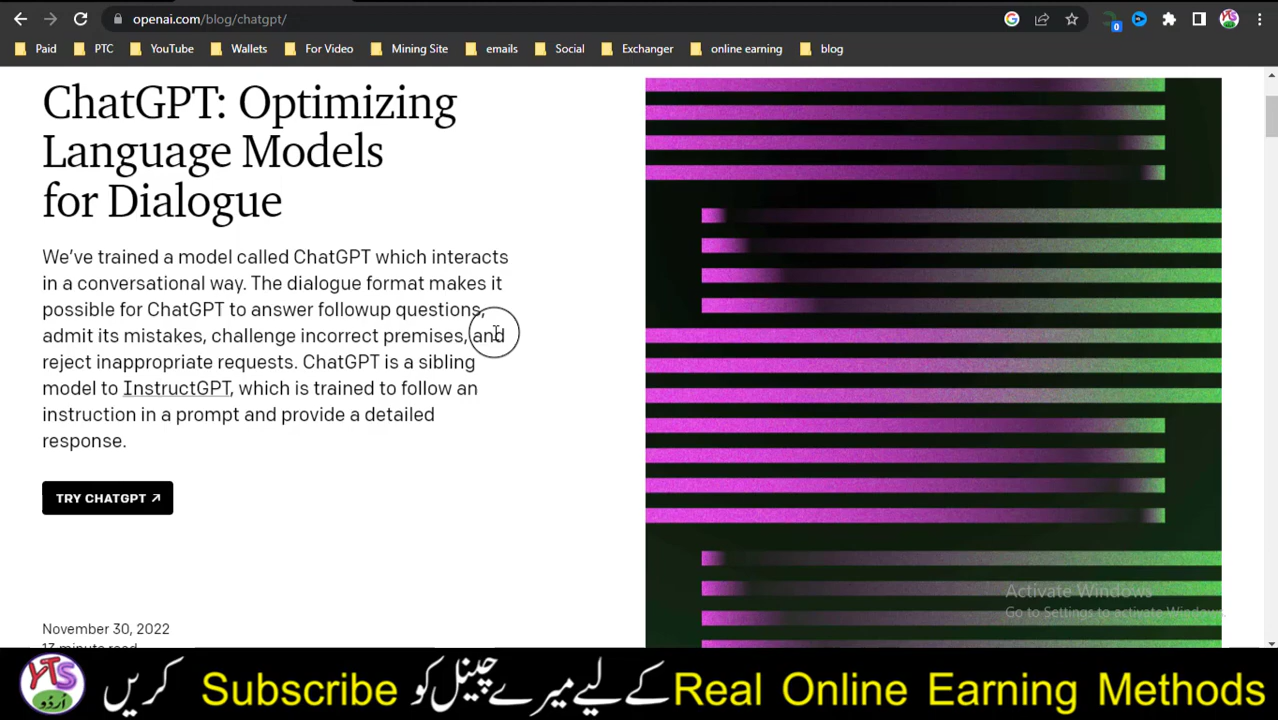 openai.com/blog/chatgpt/
0
Paid PTC YouTube Wallets For Video Mining Site emails Social Exchanger online earning blog
ChatGPT: Optimizing
Language Models
for Dialogue
We've trained a model called ChatGPT which interacts
in a conversational way. The dialogue format makes it
possible for ChatGPT to answer followup questions,
admit its mistakes, challenge incorrect premises, and
reject inappropriate requests. ChatGPT is a sibling
model to InstructGPT, which is trained to follow an
instruction in a prompt and provide a detailed
response.
TRY CHATGPT ↗
Activate Windows
Go to Settings to activate Windows.
November 30, 2022
13 minute read
YTS اردو
Real Online Earning Methods کے لیے میرے چینل کو Subscribe کریں